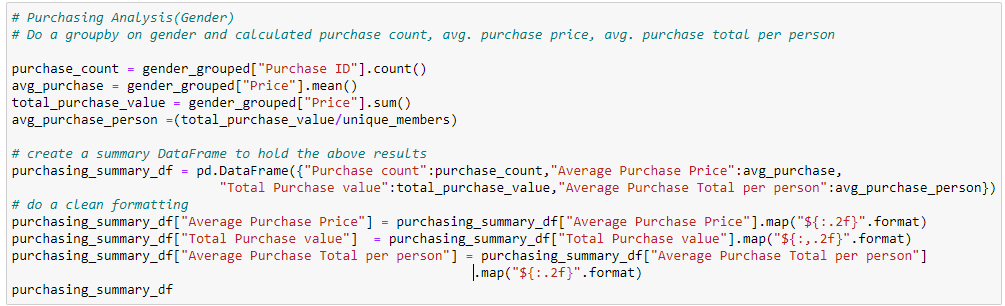 # Purchasing Analysis(Gender)
# Do a groupby on gender and calculated purchase count, avg. purchase price, avg. purchase total per person
purchase_count = gender_grouped["Purchase ID"].count()
avg_purchase = gender_grouped["Price"].mean()
total_purchase_value = gender_grouped["Price"].sum()
avg_purchase_person =(total_purchase_value/unique_members)
# create a summary DataFrame to hold the above results
purchasing_summary_df = pd.DataFrame({"Purchase count":purchase_count,"Average Purchase Price":avg_purchase,
"Total Purchase value":total_purchase_value,"Average Purchase Total per person":avg_purchase_person})
# do a clean formatting
purchasing_summary_df["Average Purchase Price"] = purchasing_summary_df["Average Purchase Price"].map("${:.2f}".format)
purchasing_summary_df["Total Purchase value"]  = purchasing_summary_df["Total Purchase value"].map("${:,.2f}".format)
purchasing_summary_df["Average Purchase Total per person"] = purchasing_summary_df["Average Purchase Total per person"]
.map("${:.2f}".format)
purchasing_summary_df